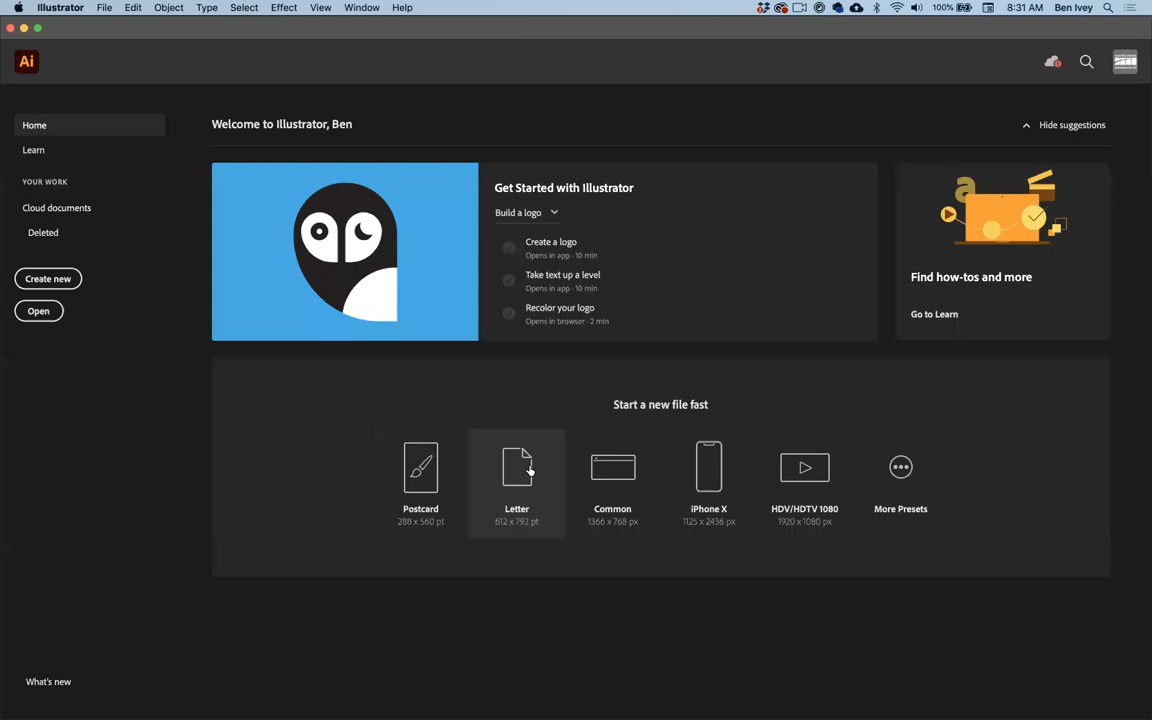 Illustrator File Edit Object Type Select Effect View Window Help 100% 8:31 AM Ben Ivey
Ai
Home
Learn
YOUR WORK
Cloud documents
Deleted
Create new
Open
What's new
Welcome to Illustrator, Ben
Hide suggestions
Get Started with Illustrator
Build a logo
Create a logo
Opens in app · 10 min
Take text up a level
Opens in app · 10 min
Recolor your logo
Opens in browser · 2 min
a
Find how-tos and more
Go to Learn
Start a new file fast
Postcard
288 x 560 pt
Letter
612 x 792 pt
Common
1366 x 768 px
iPhone X
1125 x 2436 px
HDV/HDTV 1080
1920 x 1080 px
More Presets